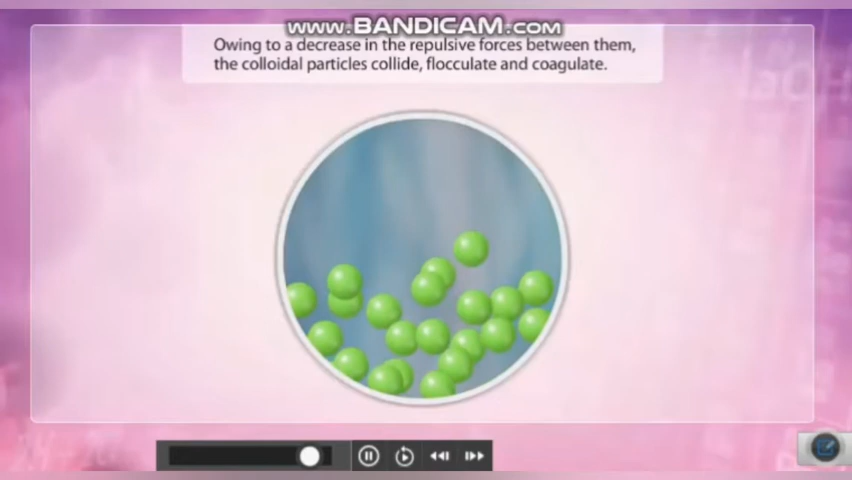 www.BANDICAM.com
Owing to a decrease in the repulsive forces between them,
the colloidal particles collide, flocculate and coagulate.